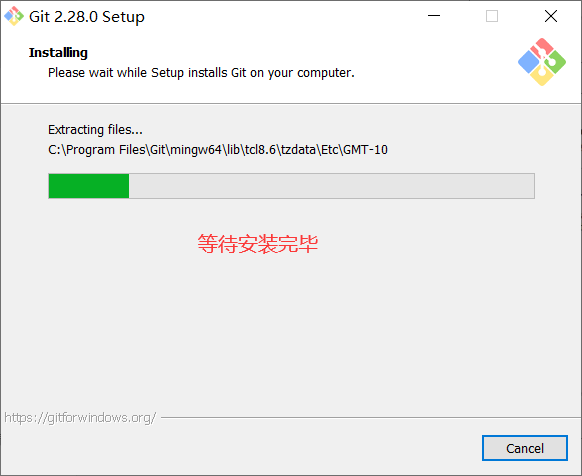 Git 2.28.0 Setup
Installing
Please wait while Setup installs Git on your computer.
Extracting files...
C:\Program Files\Git\mingw64\lib\tcl8.6\tzdata\Etc\GMT-10
等待安装完毕
https://gitforwindows.org/
Cancel